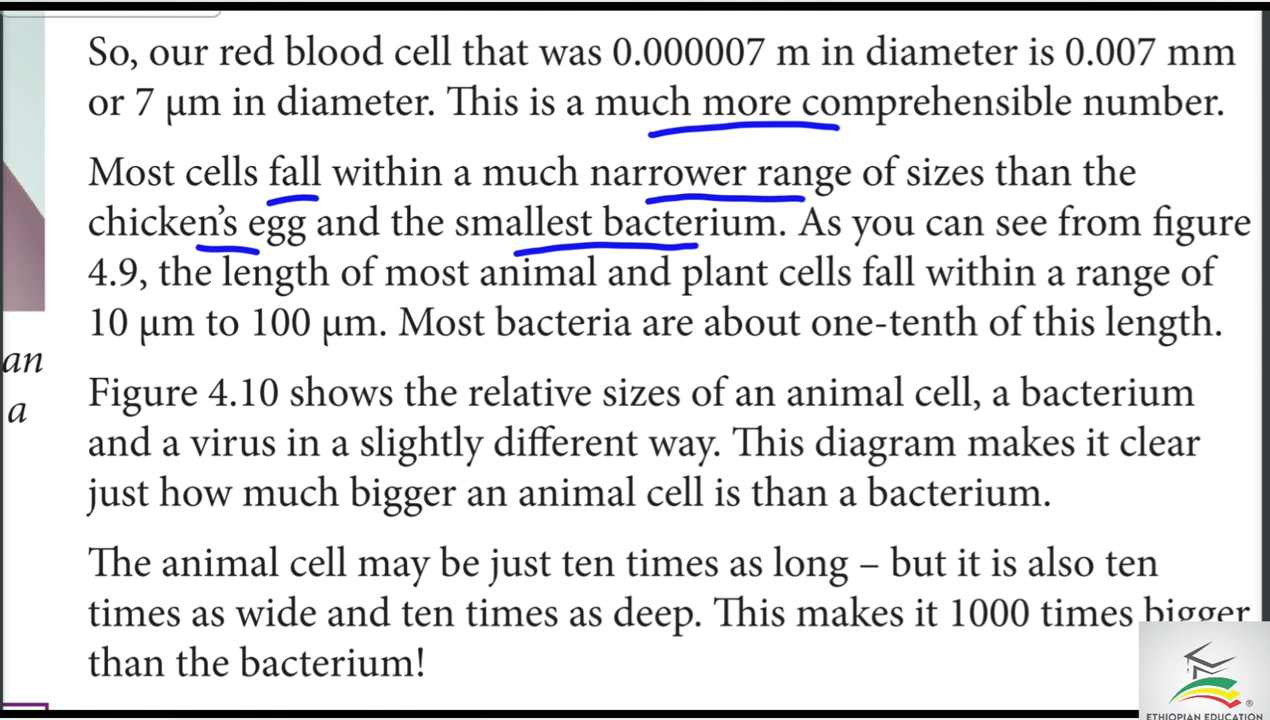 So, our red blood cell that was 0.000007 m in diameter is 0.007 mm
or 7 μm in diameter. This is a much more comprehensible number.
Most cells fall within a much narrower range of sizes than the
chicken's egg and the smallest bacterium. As you can see from figure
4.9, the length of most animal and plant cells fall within a range of
10 μm to 100 μm. Most bacteria are about one-tenth of this length.
an
a
Figure 4.10 shows the relative sizes of an animal cell, a bacterium
and a virus in a slightly different way. This diagram makes it clear
just how much bigger an animal cell is than a bacterium.
The animal cell may be just ten times as long – but it is also ten
times as wide and ten times as deep. This makes it 1000 times bigger
than the bacterium!
®
ETHIOPIAN EDUCATION